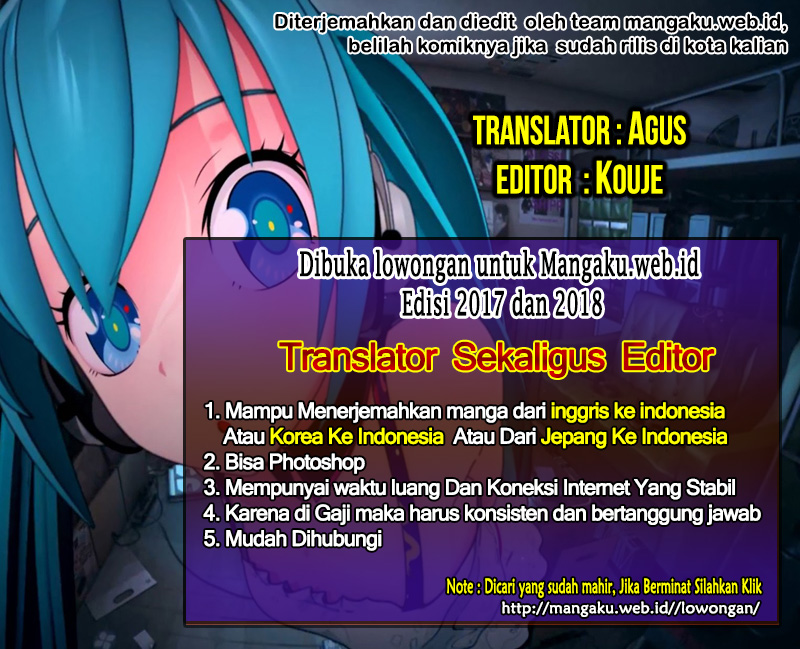 Diterjemahkan dan diedit oleh team mangaku.web.id,
belilah komiknya jika sudah rilis di kota kalian
TRANSLATOR : AGUS
EDITOR : KOUJE
Dibuka lowongan untuk Mangaku.web.id
Edisi 2017 dan 2018
Translator Sekaligus Editor
1. Mampu Menerjemahkan manga dari inggris ke indonesia
Atau Korea Ke Indonesia Atau Dari Jepang Ke Indonesia
2. Bisa Photoshop
3. Mempunyai waktu luang Dan Koneksi Internet Yang Stabil
4. Karena di Gaji maka harus konsisten dan bertanggung jawab
5. Mudah Dihubungi
Note : Dicari yang sudah mahir, Jika Berminat Silahkan Klik
http://mangaku.web.id//lowongan/